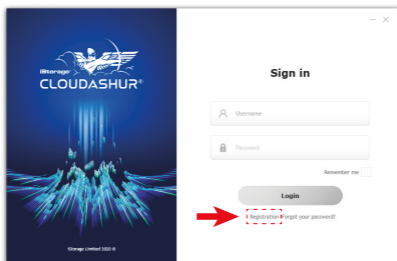 iStorage
CLOUDASHUR®
iStorage Limited 2020 ©
Sign in
Username
Password
Remember me
Login
Registration Forgot your password?